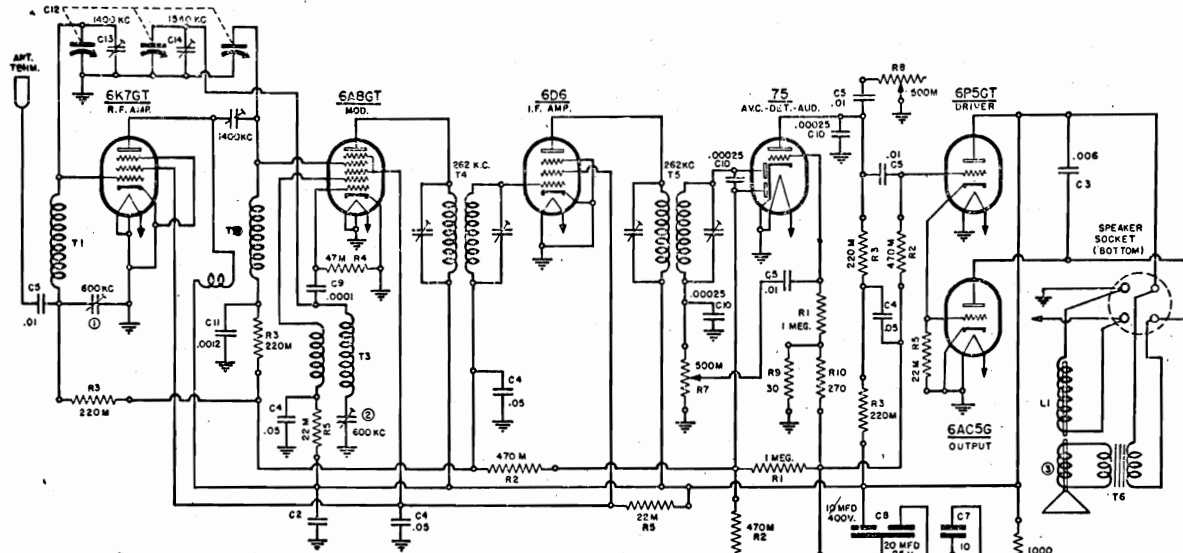 C12
1400 KC
1540 KC
C13
C14
ANT.
TERM.
6K7GT
R.F. AMP.
1400KC
6A8GT
MOD.
6D6
I.F. AMP.
75
A.V.C.-DET.-AUD.
C5
.01
R8
500M
6P5GT
DRIVER
.00025
C10
.00025
C10
.01
C5
262 K.C.
T4
262KC
T5
.006
C3
SPEAKER
SOCKET
(BOTTOM)
T1
47M R4
C9
.0001
220M
R3
470M
R2
C5
.01
600KC
①
C11
.0012
R3
220M
T3
C5
.00025
C10
R1
1 MEG.
C4
.05
R5
22M
500M
R7
R9
30
R10
270
R3
220M
C4
.05
22M
R5
②
600KC
C4
.05
R3
220M
6AC5G
OUTPUT
L1
③
T6
470 M
R2
1 MEG.
R1
C2
C4
.05
22M
R5
470M
R2
10 MFD
400V.
C8
20 MFD
C7
10
1000